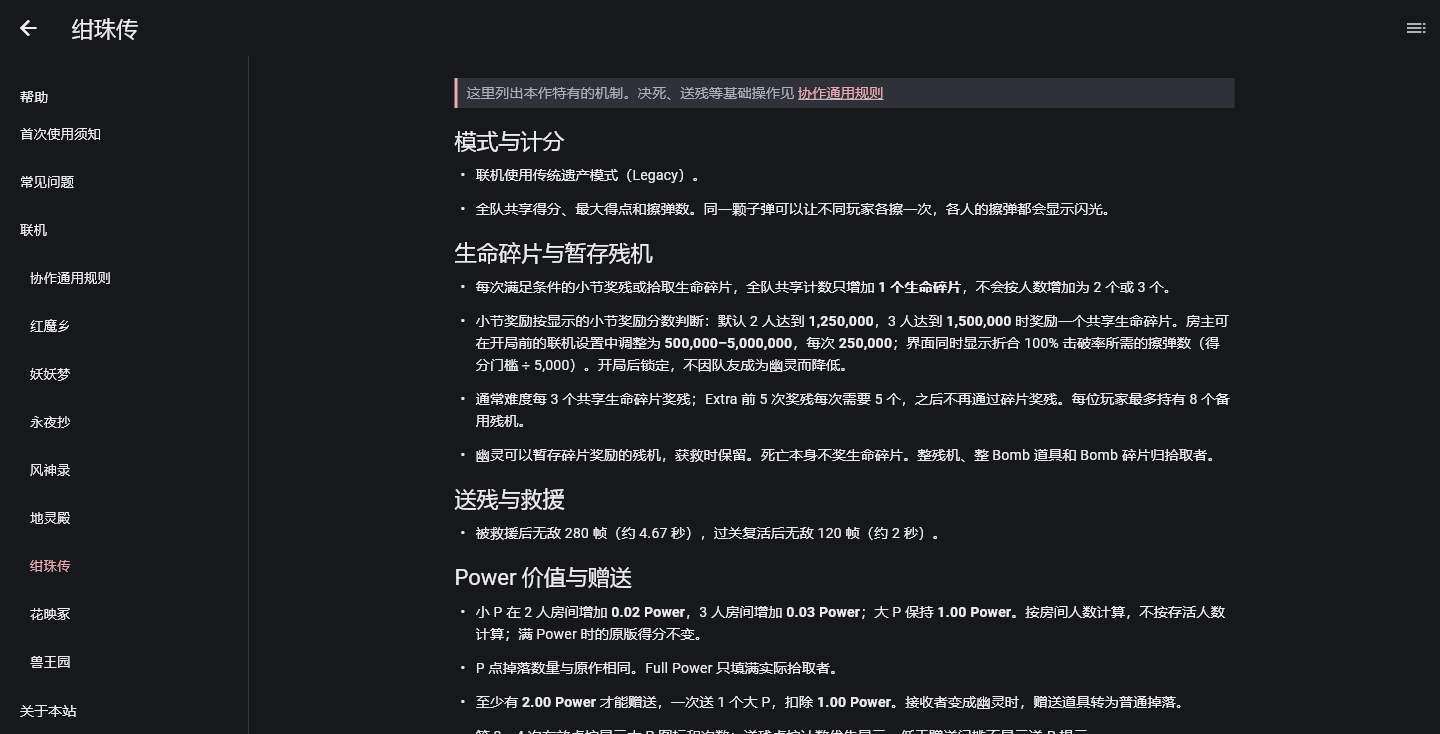 绀珠传
帮助
首次使用须知
常见问题
联机
协作通用规则
红魔乡
妖妖梦
永夜抄
风神录
地灵殿
绀珠传
花映冢
兽王园
关于本站
这里列出本作特有的机制。决死、送残等基础操作见 协作通用规则
模式与计分
• 联机使用传统遗产模式（Legacy）。
• 全队共享得分、最大得点和擦弹数。同一颗子弹可以让不同玩家各擦一次，各人的擦弹都会显示闪光。
生命碎片与暂存残机
• 每次满足条件的小节奖残或拾取生命碎片，全队共享计数只增加 1 个生命碎片，不会按人数增加为 2 个或 3 个。
• 小节奖励按显示的小节奖励分数判断：默认 2 人达到 1,250,000，3 人达到 1,500,000 时奖励一个共享生命碎片。房主可
在开局前的联机设置中调整为 500,000–5,000,000，每次 250,000；界面同时显示折合 100% 击破率所需的擦弹数（得
分门槛 ÷ 5,000）。开局后锁定，不因队友成为幽灵而降低。
• 通常难度每 3 个共享生命碎片奖残；Extra 前 5 次奖残每次需要 5 个，之后不再通过碎片奖残。每位玩家最多持有 8 个备
用残机。
• 幽灵可以暂存碎片奖励的残机，获救时保留。死亡本身不奖生命碎片。整残机、整 Bomb 道具和 Bomb 碎片归拾取者。
送残与救援
• 被救援后无敌 280 帧（约 4.67 秒），过关复活后无敌 120 帧（约 2 秒）。
Power 价值与赠送
• 小 P 在 2 人房间增加 0.02 Power，3 人房间增加 0.03 Power；大 P 保持 1.00 Power。按房间人数计算，不按存活人数
计算；满 Power 时的原版得分不变。
• P 点掉落数量与原作相同。Full Power 只填满实际拾取者。
• 至少有 2.00 Power 才能赠送，一次送 1 个大 P，扣除 1.00 Power。接收者变成幽灵时，赠送道具转为普通掉落。